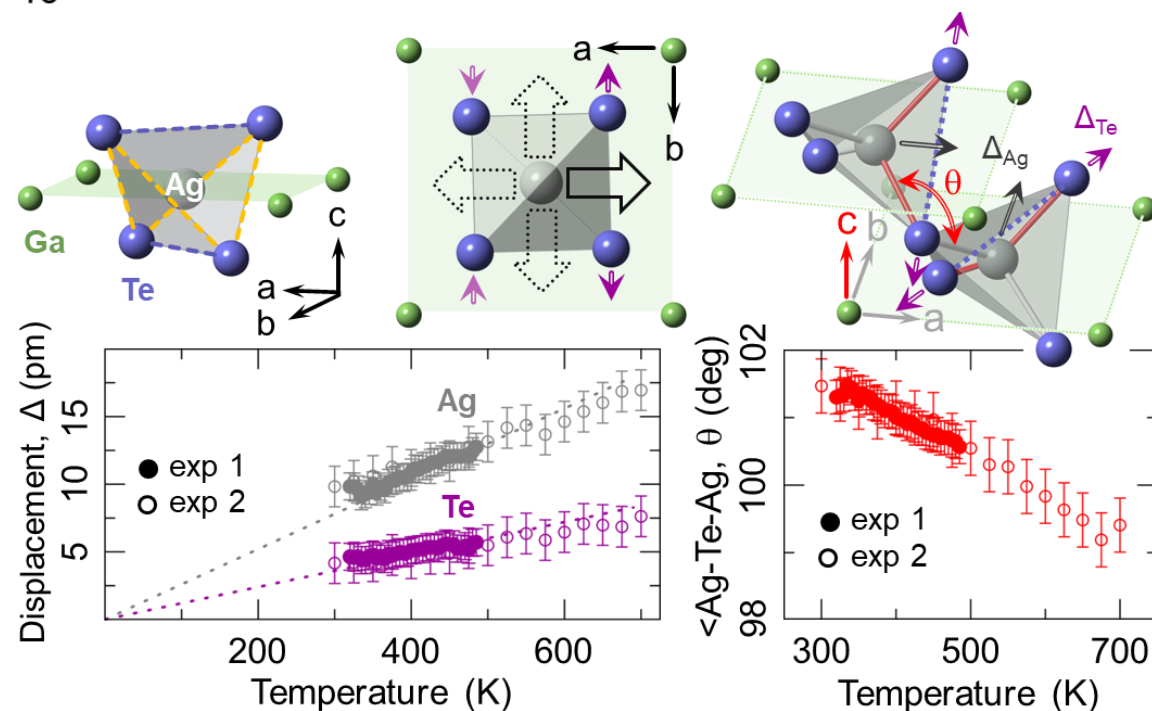 a
b
Δ_Te
Ag
Δ_Ag
θ
Ga
c
c
b
Te
a
b
a
Displacement, Δ (pm)
15
10
5
Ag
exp 1
exp 2
Te
200
400
600
Temperature (K)
<Ag-Te-Ag, θ (deg)
102
100
98
exp 1
exp 2
300
500
700
Temperature (K)